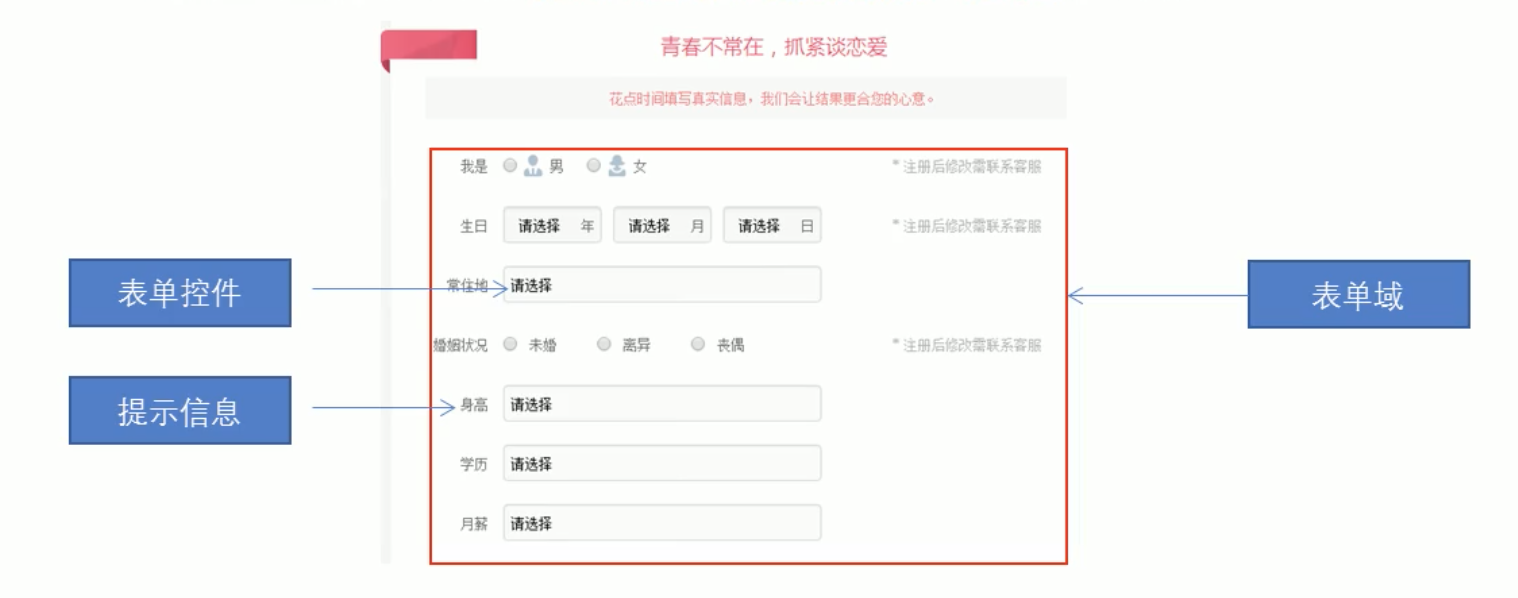 青春不常在，抓紧谈恋爱
花点时间填写真实信息，我们会让结果更合您的心意。
我是 男 女 * 注册后修改需联系客服
生日 请选择 年 请选择 月 请选择 日 * 注册后修改需联系客服
表单控件
常住地 请选择
表单域
婚姻状况 未婚 离异 丧偶 * 注册后修改需联系客服
提示信息
身高 请选择
学历 请选择
月薪 请选择